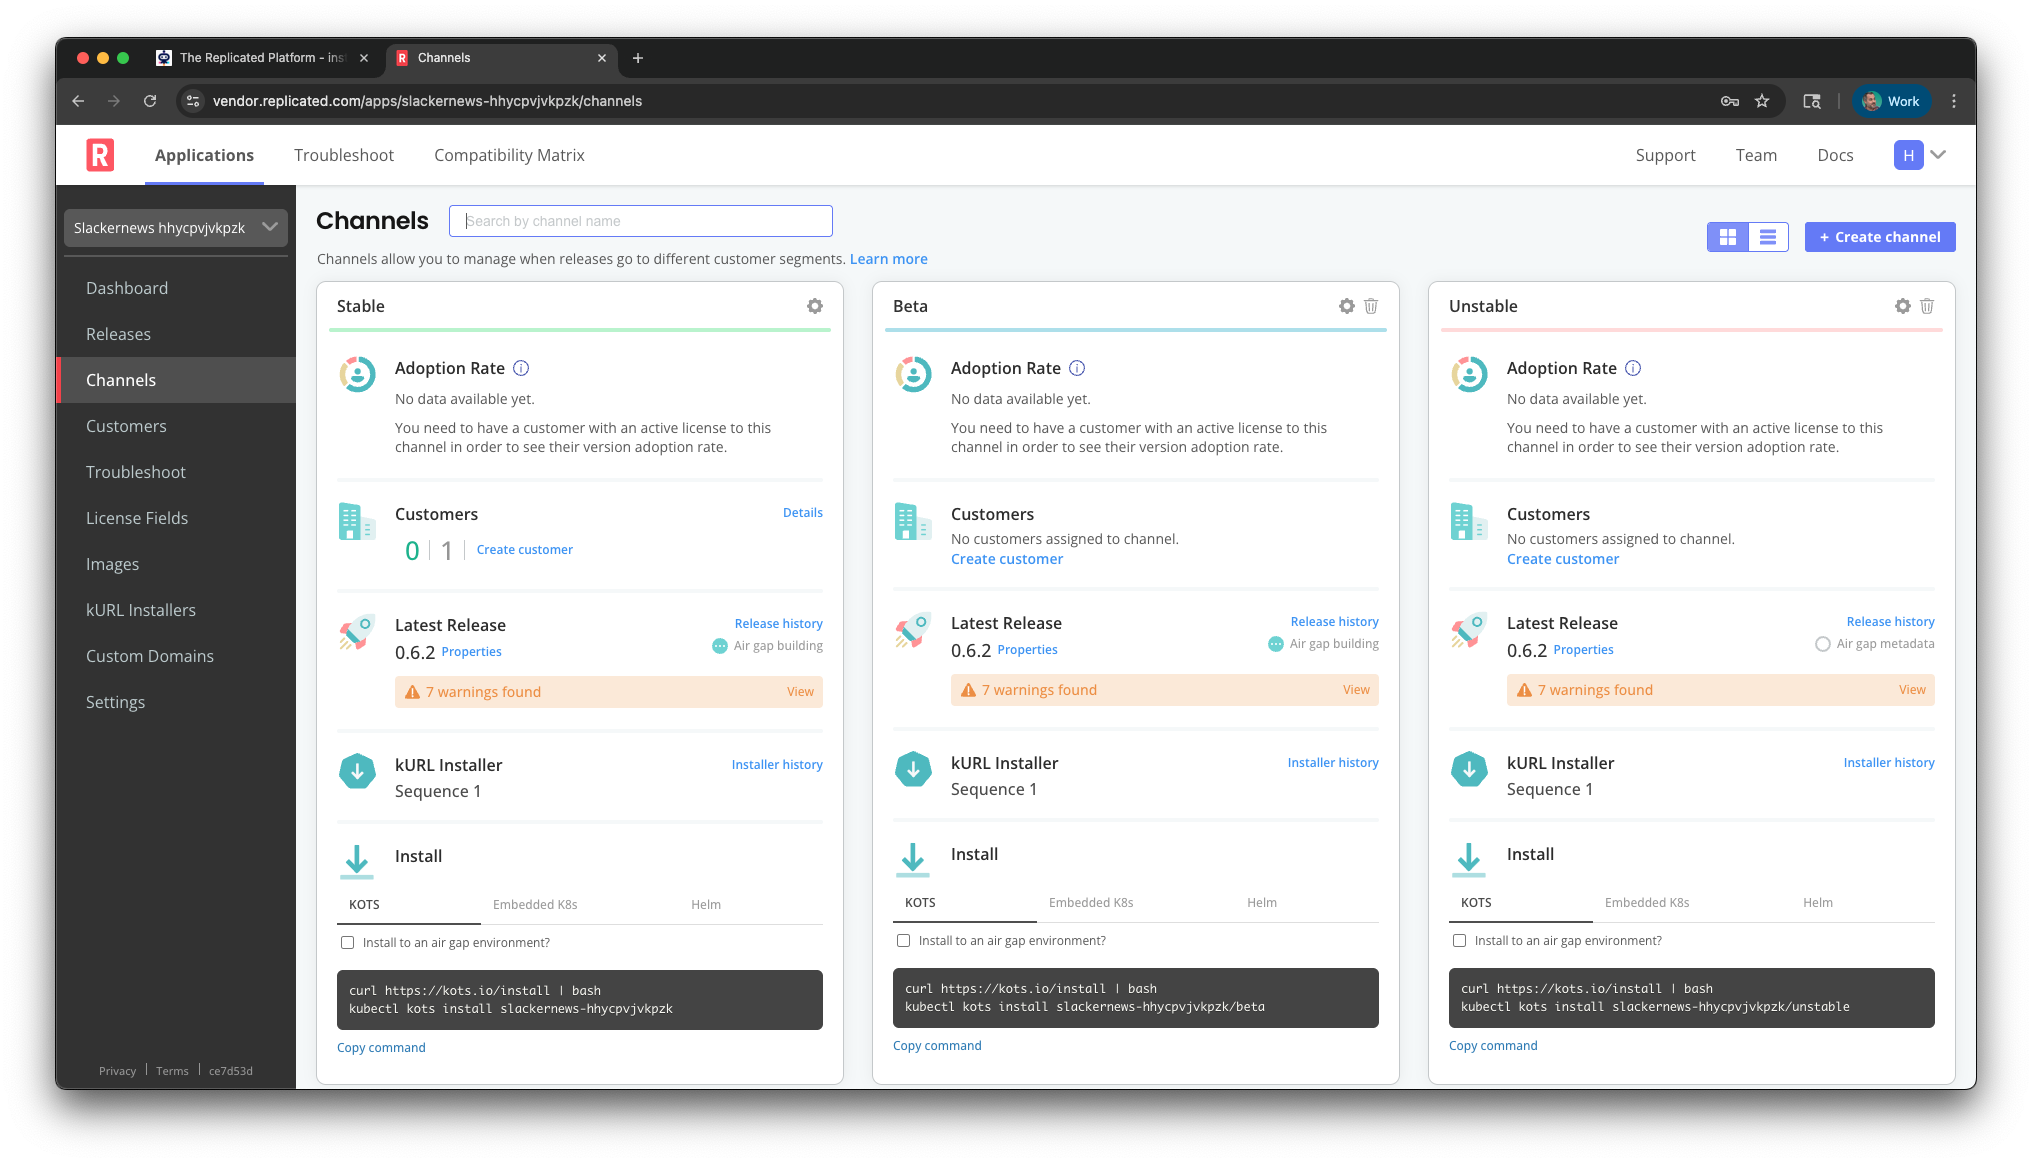 The Replicated Platform - ins
Channels
vendor.replicated.com/apps/slackernews-hhycpvjvkpzk/channels
Work
R
Applications
Troubleshoot
Compatibility Matrix
Support
Team
Docs
H
Slackernews hhycpvjvkpzk
Dashboard
Releases
Channels
Customers
Troubleshoot
License Fields
Images
kURL Installers
Custom Domains
Settings
Privacy
Terms
ce7d53d
Channels
Search by channel name
Channels allow you to manage when releases go to different customer segments. Learn more
+ Create channel
Stable
Adoption Rate
No data available yet.
You need to have a customer with an active license to this
channel in order to see their version adoption rate.
Customers
Details
0 | 1 | Create customer
Latest Release
Release history
0.6.2 Properties
Air gap building
7 warnings found
View
kURL Installer
Installer history
Sequence 1
Install
KOTS
Embedded K8s
Helm
Install to an air gap environment?
curl https://kots.io/install | bash
kubectl kots install slackernews-hhycpvjvkpzk
Copy command
Beta
Adoption Rate
No data available yet.
You need to have a customer with an active license to this
channel in order to see their version adoption rate.
Customers
No customers assigned to channel.
Create customer
Latest Release
Release history
0.6.2 Properties
Air gap building
7 warnings found
View
kURL Installer
Installer history
Sequence 1
Install
KOTS
Embedded K8s
Helm
Install to an air gap environment?
curl https://kots.io/install | bash
kubectl kots install slackernews-hhycpvjvkpzk/beta
Copy command
Unstable
Adoption Rate
No data available yet.
You need to have a customer with an active license to this
channel in order to see their version adoption rate.
Customers
No customers assigned to channel.
Create customer
Latest Release
Release history
0.6.2 Properties
Air gap metadata
7 warnings found
View
kURL Installer
Installer history
Sequence 1
Install
KOTS
Embedded K8s
Helm
Install to an air gap environment?
curl https://kots.io/install | bash
kubectl kots install slackernews-hhycpvjvkpzk/unstable
Copy command